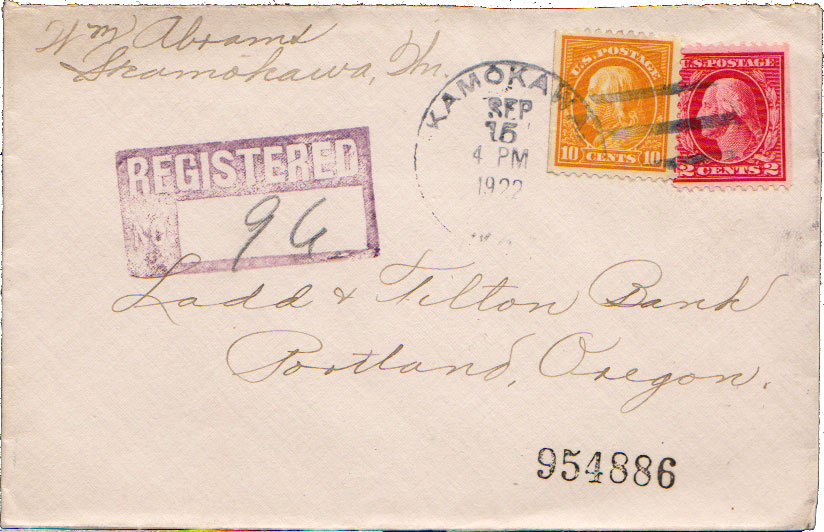 Wm Abrams
Skamokawa, Wn.
KAMOKAW
SEP
15
4 PM
1922
U.S. POSTAGE
10 CENTS 10
U.S. POSTAGE
2 CENTS 2
REGISTERED
NO.
96
Ladd & Tilton Bank
Portland, Oregon.
954886